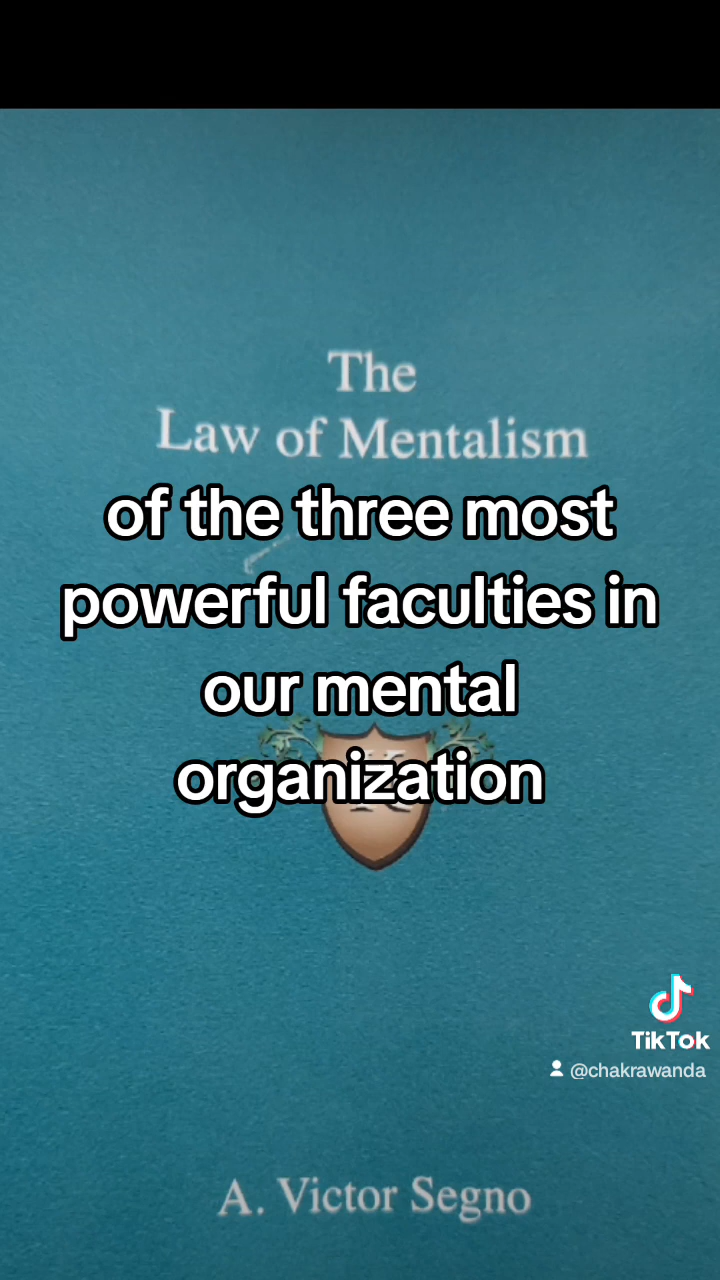 The
Law of Mentalism
of the three most
powerful faculties in
our mental
organization
K
TikTok
@chakrawanda
A. Victor Segno